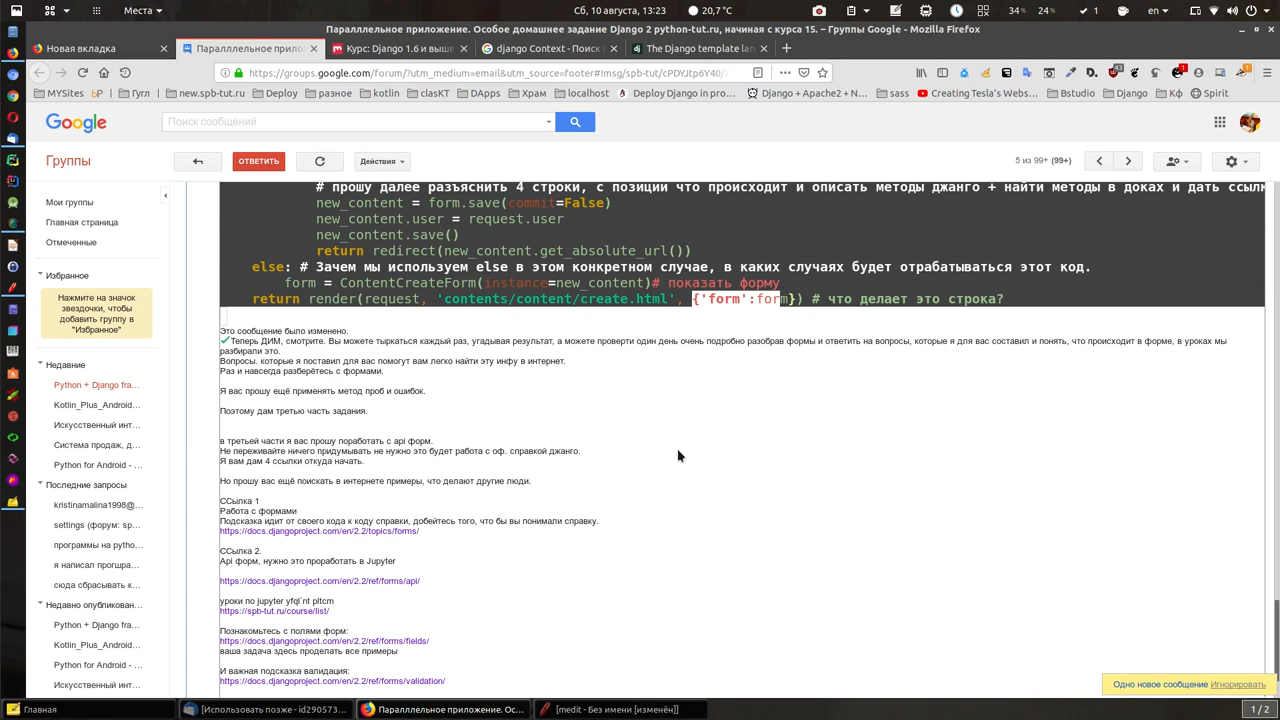 Места
Сб, 10 августа, 13:23
20,7 °C
34%
24%
1
en
Параллельное приложение. Особое домашнее задание Django 2 python-tut.ru, начиная с курса 15. – Группы Google - Mozilla Firefox
Новая вкладка
Паралллельное прило
Курс: Django 1.6 и выше
django Context - Поиск в
The Django template lan
https://groups.google.com/forum/?utm_medium=email&utm_source=footer#!msg/spb-tut/cPDYJtp6Y40/
MYSites
Гугл
new.spb-tut.ru
Deploy
разное
kotlin
clasKT
DApps
Храм
localhost
Deploy Django in pro...
Django + Apache2 + N...
sass
Creating Tesla's Webs...
Bstudio
Django
Кф
Spirit
Google
Поиск сообщений
Группы
ОТВЕТИТЬ
Действия
5 из 99+ (99+)
Мои группы
Главная страница
Отмеченные
Избранное
Нажмите на значок
звездочки, чтобы
добавить группу в
"Избранное"
Недавние
Python + Django fra...
Kotlin_Plus_Android...
Искусственный инт...
Система продаж, д...
Python for Android - ...
Последние запросы
kristinamalina1998@...
settings (форум: sp...
программы на pytho...
я написал прогшра...
сюда сбрасывать к...
Недавно опубликован...
Python + Django fra...
Kotlin_Plus_Android...
Python for Android - ...
Искусственный инт...
# прошу далее разъяснить 4 строки, с позиции что происходит и описать методы джанго + найти методы в доках и дать ссылк
new_content = form.save(commit=False)
new_content.user = request.user
new_content.save()
return redirect(new_content.get_absolute_url())
else: # Зачем мы используем else в этом конкретном случае, в каких случаях будет отрабатываться этот код.
form = ContentCreateForm(instance=new_content)# показать форму
return render(request, 'contents/content/create.html', {'form':form}) # что делает это строка?
Это сообщение было изменено.
Теперь ДИМ, смотрите. Вы можете тыркаться каждый раз, угадывая результат, а можете проверти один день очень подробно разобрав формы и ответить на вопросы, которые я для вас составил и понять, что происходит в форме, в уроках мы
разбирали это.
Вопросы. которые я поставил для вас помогут вам легко найти эту инфу в интернет.
Раз и навсегда разберётесь с формами.
Я вас прошу ещё применять метод проб и ошибок.
Поэтому дам третью часть задания.
в третьей части я вас прошу поработать с api форм.
Не переживайте ничего придумывать не нужно это будет работа с оф. справкой джанго.
Я вам дам 4 ссылки откуда начать.
Но прошу вас ещё поискать в интернете примеры, что делают другие люди.
ССылка 1
Работа с формами
Подсказка идит от своего кода к коду справки, добейтесь того, что бы вы понимали справку.
https://docs.djangoproject.com/en/2.2/topics/forms/
ССылка 2.
Api форм, нужно это проработать в Jupyter
https://docs.djangoproject.com/en/2.2/ref/forms/api/
уроки по jupyter yfql`nt pltcm
https://spb-tut.ru/course/list/
Познакомьтесь с полями форм:
https://docs.djangoproject.com/en/2.2/ref/forms/fields/
ваша задача здесь проделать все примеры
И важная подсказка валидация:
https://docs.djangoproject.com/en/2.2/ref/forms/validation/
Одно новое сообщение Игнорировать
Главная
[Используйте позже - id290573...
Паралллельное приложение. Ос...
[medit - Без имени [изменён]]
1 / 2